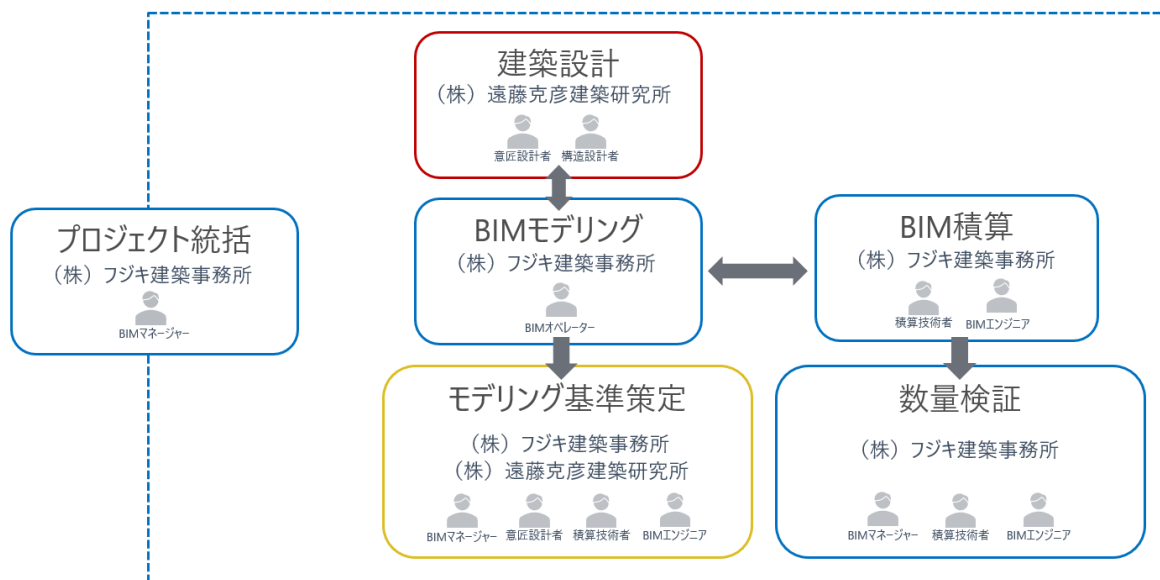 建築設計
（株）遠藤克彦建築研究所
意匠設計者 構造設計者
プロジェクト統括
（株）フジキ建築事務所
BIMマネージャー
BIMモデリング
（株）フジキ建築事務所
BIMオペレーター
BIM積算
（株）フジキ建築事務所
積算技術者 BIMエンジニア
モデリング基準策定
（株）フジキ建築事務所
（株）遠藤克彦建築研究所
BIMマネージャー 意匠設計者 積算技術者 BIMエンジニア
数量検証
（株）フジキ建築事務所
BIMマネージャー 積算技術者 BIMエンジニア